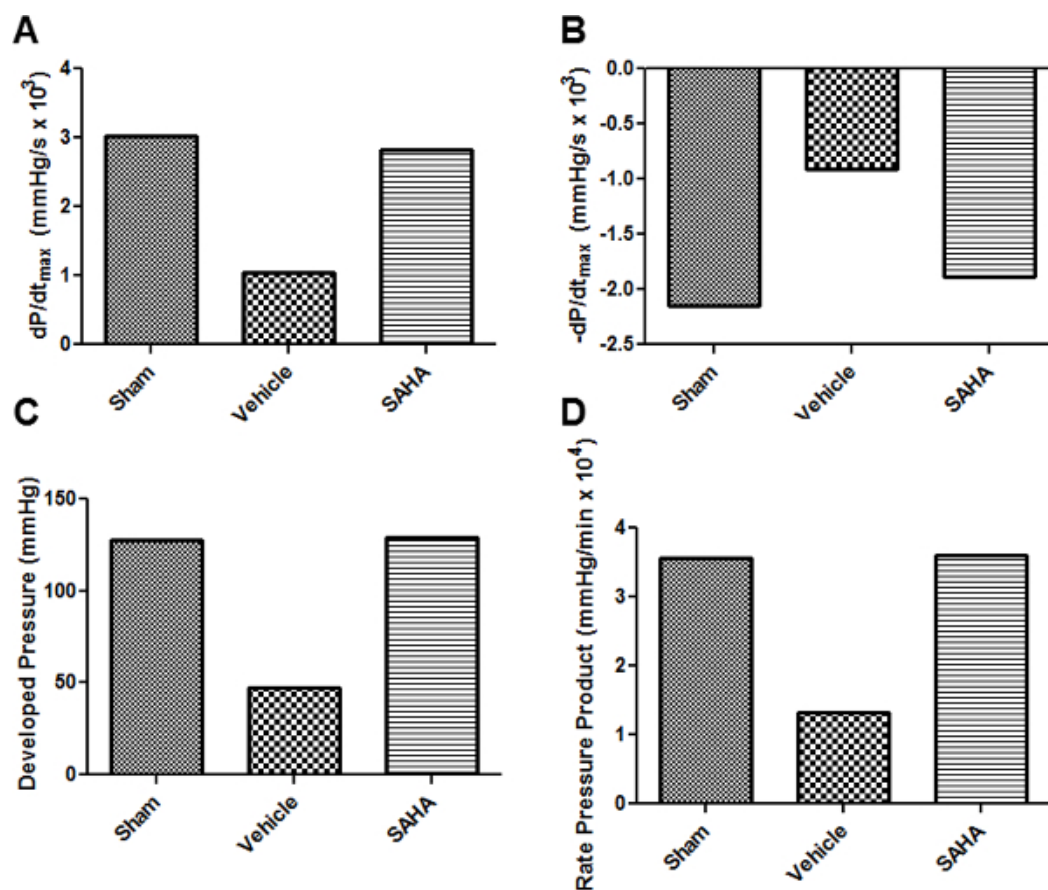 A
dP/dtmax (mmHg/s x 10³)
4
3
2
1
0
Sham
Vehicle
SAHA
B
-dP/dtmax (mmHg/s x 10³)
0.0
-0.5
-1.0
-1.5
-2.0
-2.5
Sham
Vehicle
SAHA
C
Developed Pressure (mmHg)
150
100
50
0
Sham
Vehicle
SAHA
D
Rate Pressure Product (mmHg/min x 10⁴)
4
3
2
1
0
Sham
Vehicle
SAHA